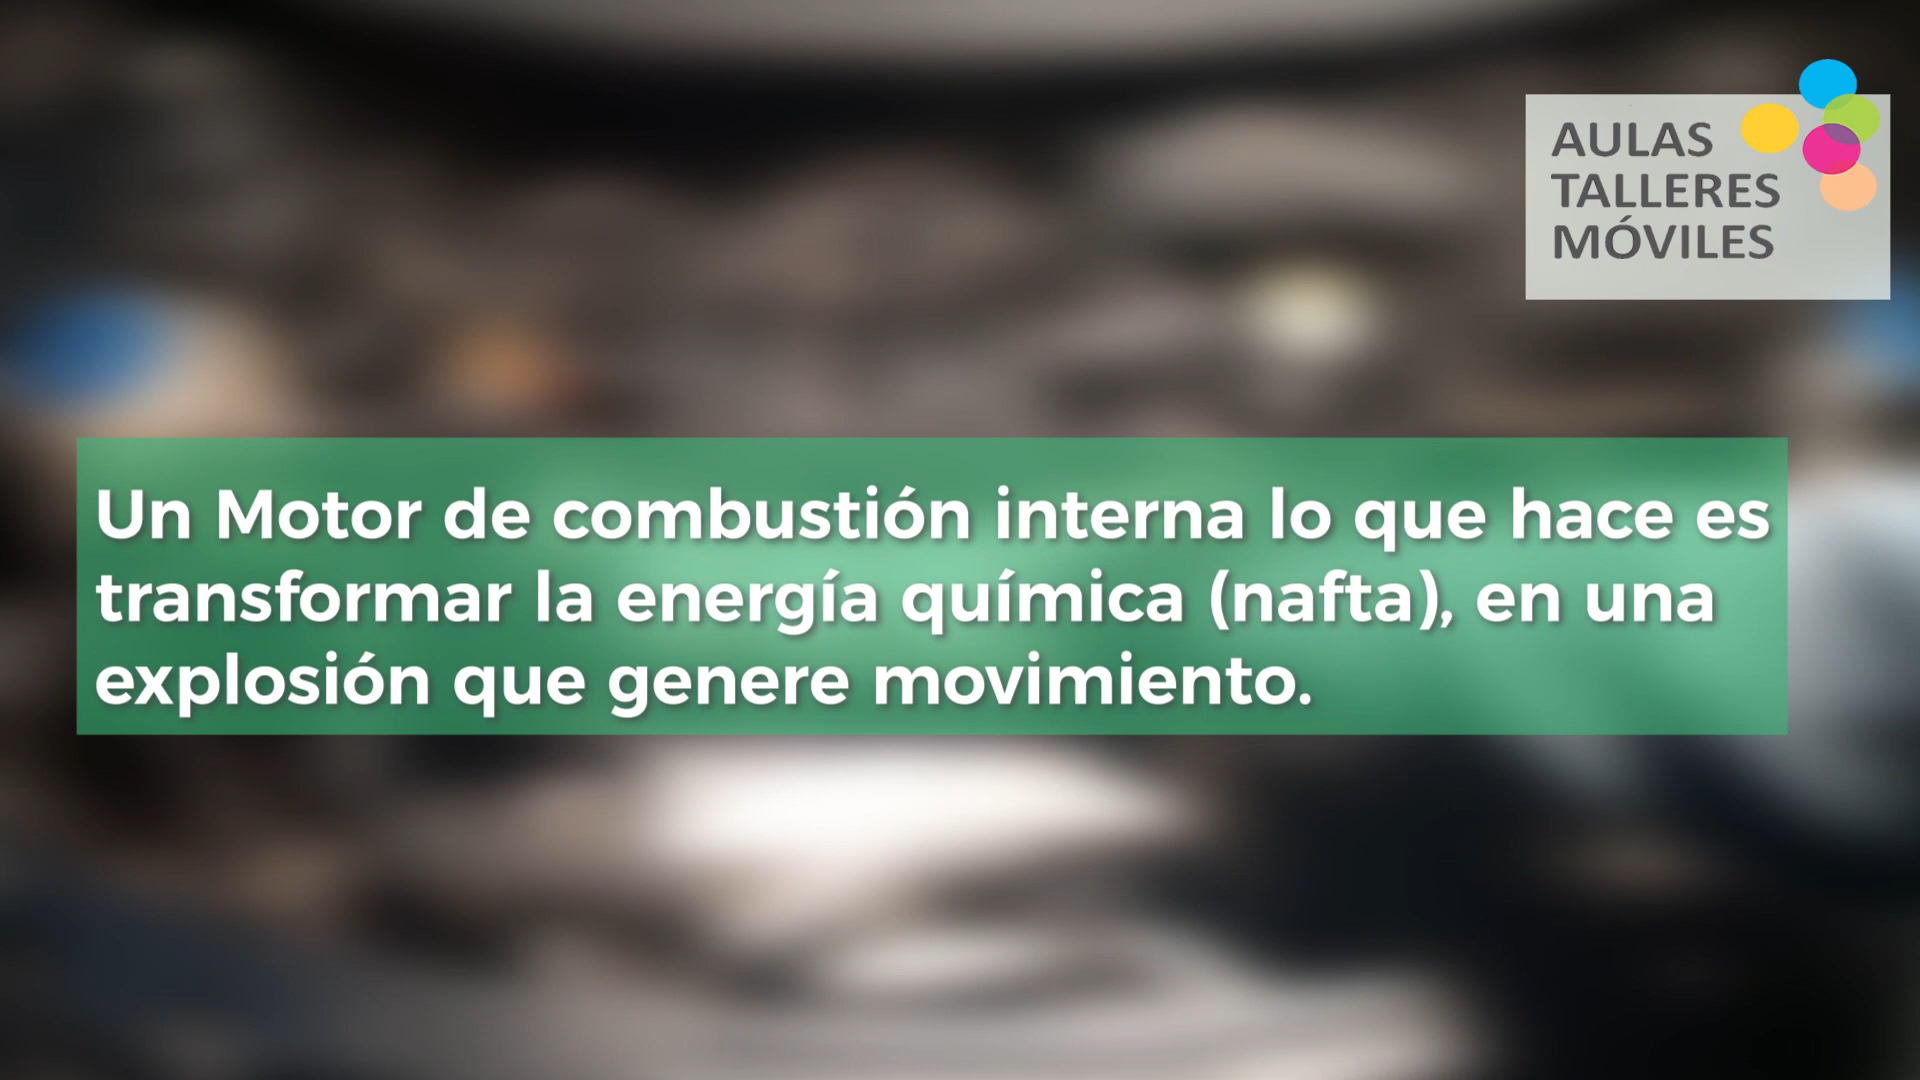 AULAS
TALLERES
MÓVILES
Un Motor de combustión interna lo que hace es
transformar la energía química (nafta), en una
explosión que genere movimiento.